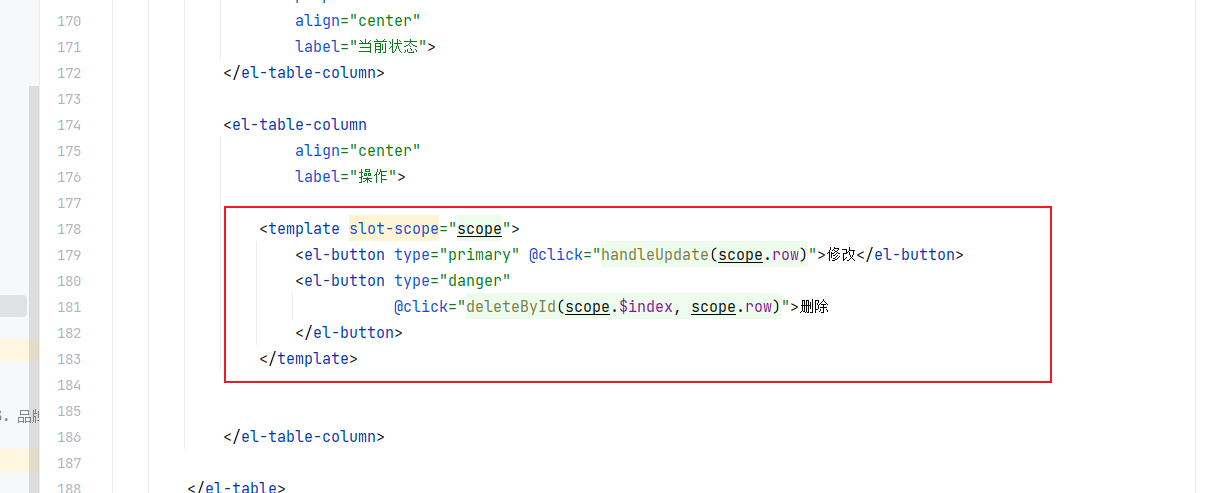 170 align="center"
171 label="当前状态">
172 </el-table-column>
173
174 <el-table-column
175 align="center"
176 label="操作">
177
178 <template slot-scope="scope">
179 <el-button type="primary" @click="handleUpdate(scope.row)">修改</el-button>
180 <el-button type="danger"
181 @click="deleteById(scope.$index, scope.row)">删除
182 </el-button>
183 </template>
184
185
. 品牌
186 </el-table-column>
187
188 </el-table>